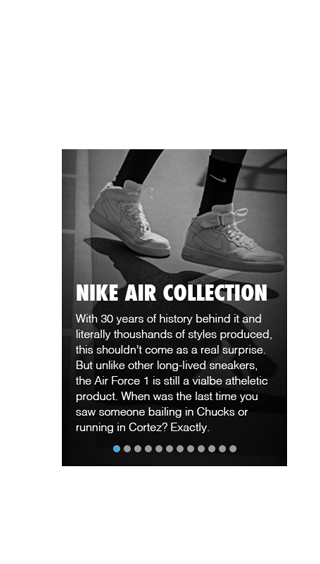 NIKE AIR COLLECTION
With 30 years of history behind it and
literally thoushands of styles produced,
this shouldn't come as a real surprise.
But unlike other long-lived sneakers,
the Air Force 1 is still a vialbe atheletic
product. When was the last time you
saw someone bailing in Chucks or
running in Cortez? Exactly.